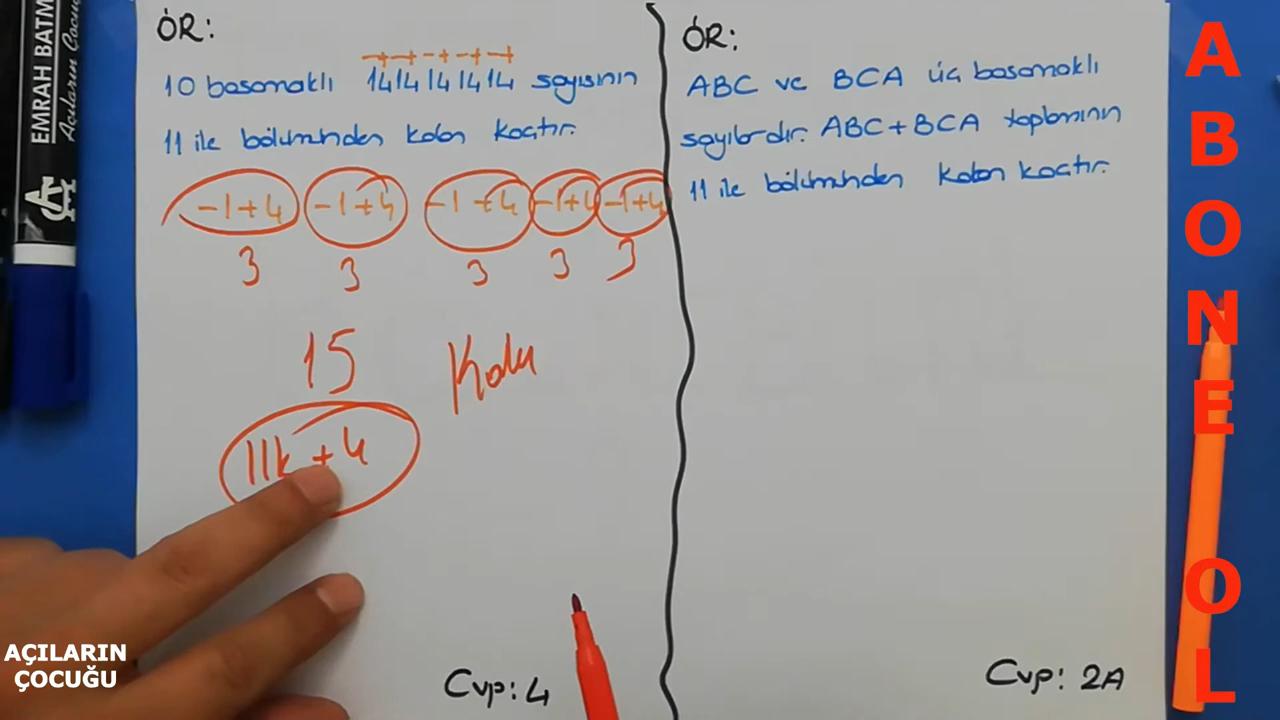 EMRAH BATM
Açıların Çocu
ÖR:
10 basamaklı 1414141414 sayısının
11 ile bölümünden kalan kaçtır.
-1+4 -1+4 -1+4 -1+4 -1+4
3 3 3 3 3
15 Kalan
11k+4
Cvp: 4
ÖR:
ABC ve BCA üç basamaklı
sayılardır. ABC+BCA toplamının
11 ile bölümünden kalan kaçtır.
Cvp: 2A
AÇILARIN
ÇOCUĞU
A
B
O
N
E
O
L